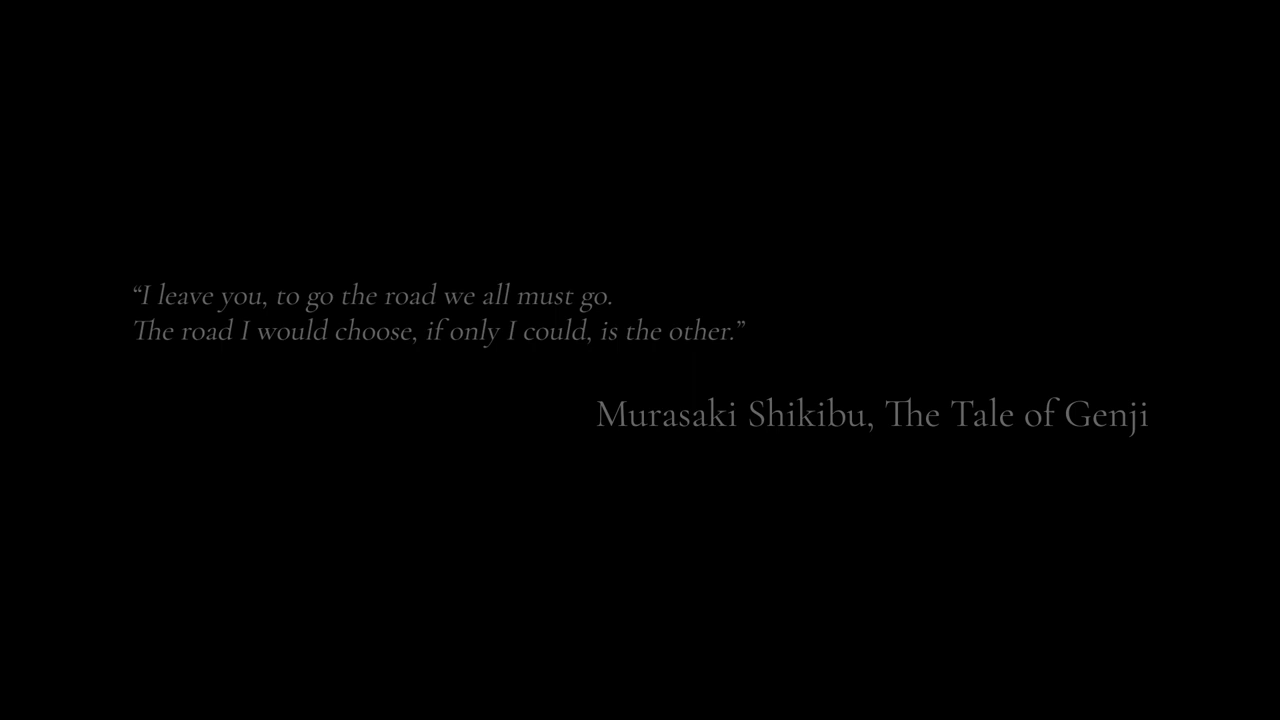 “I leave you, to go the road we all must go.
The road I would choose, if only I could, is the other.”
Murasaki Shikibu, The Tale of Genji